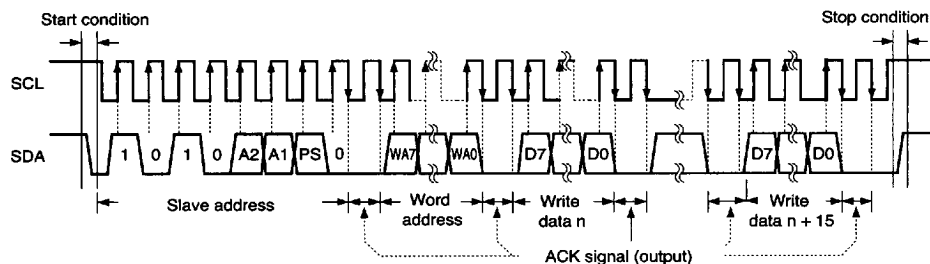 Start condition
Stop condition
SCL
SDA
1 0 1 0 A2 A1 PS 0 WA7 WA0 D7 D0 D7 D0
Slave address
Word address
Write data n
Write data n + 15
ACK signal (output)